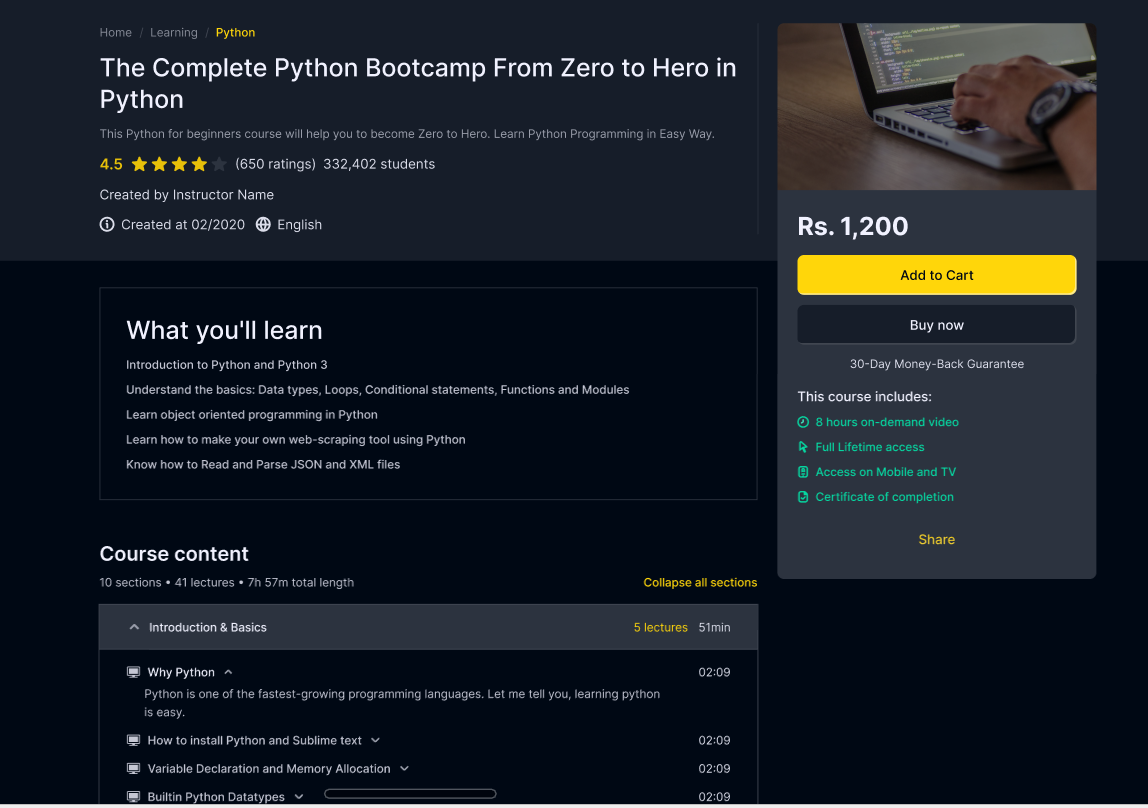 Home / Learning / Python
The Complete Python Bootcamp From Zero to Hero in
Python
This Python for beginners course will help you to become Zero to Hero. Learn Python Programming in Easy Way.
4.5 (650 ratings) 332,402 students
Created by Instructor Name
Created at 02/2020 English
What you'll learn
Introduction to Python and Python 3
Understand the basics: Data types, Loops, Conditional statements, Functions and Modules
Learn object oriented programming in Python
Learn how to make your own web-scraping tool using Python
Know how to Read and Parse JSON and XML files
Course content
10 sections • 41 lectures • 7h 57m total length
Collapse all sections
Introduction & Basics 5 lectures 51min
Why Python 02:09
Python is one of the fastest-growing programming languages. Let me tell you, learning python
is easy.
How to install Python and Sublime text 02:09
Variable Declaration and Memory Allocation 02:09
Builtin Python Datatypes 02:09
Rs. 1,200
Add to Cart
Buy now
30-Day Money-Back Guarantee
This course includes:
8 hours on-demand video
Full Lifetime access
Access on Mobile and TV
Certificate of completion
Share